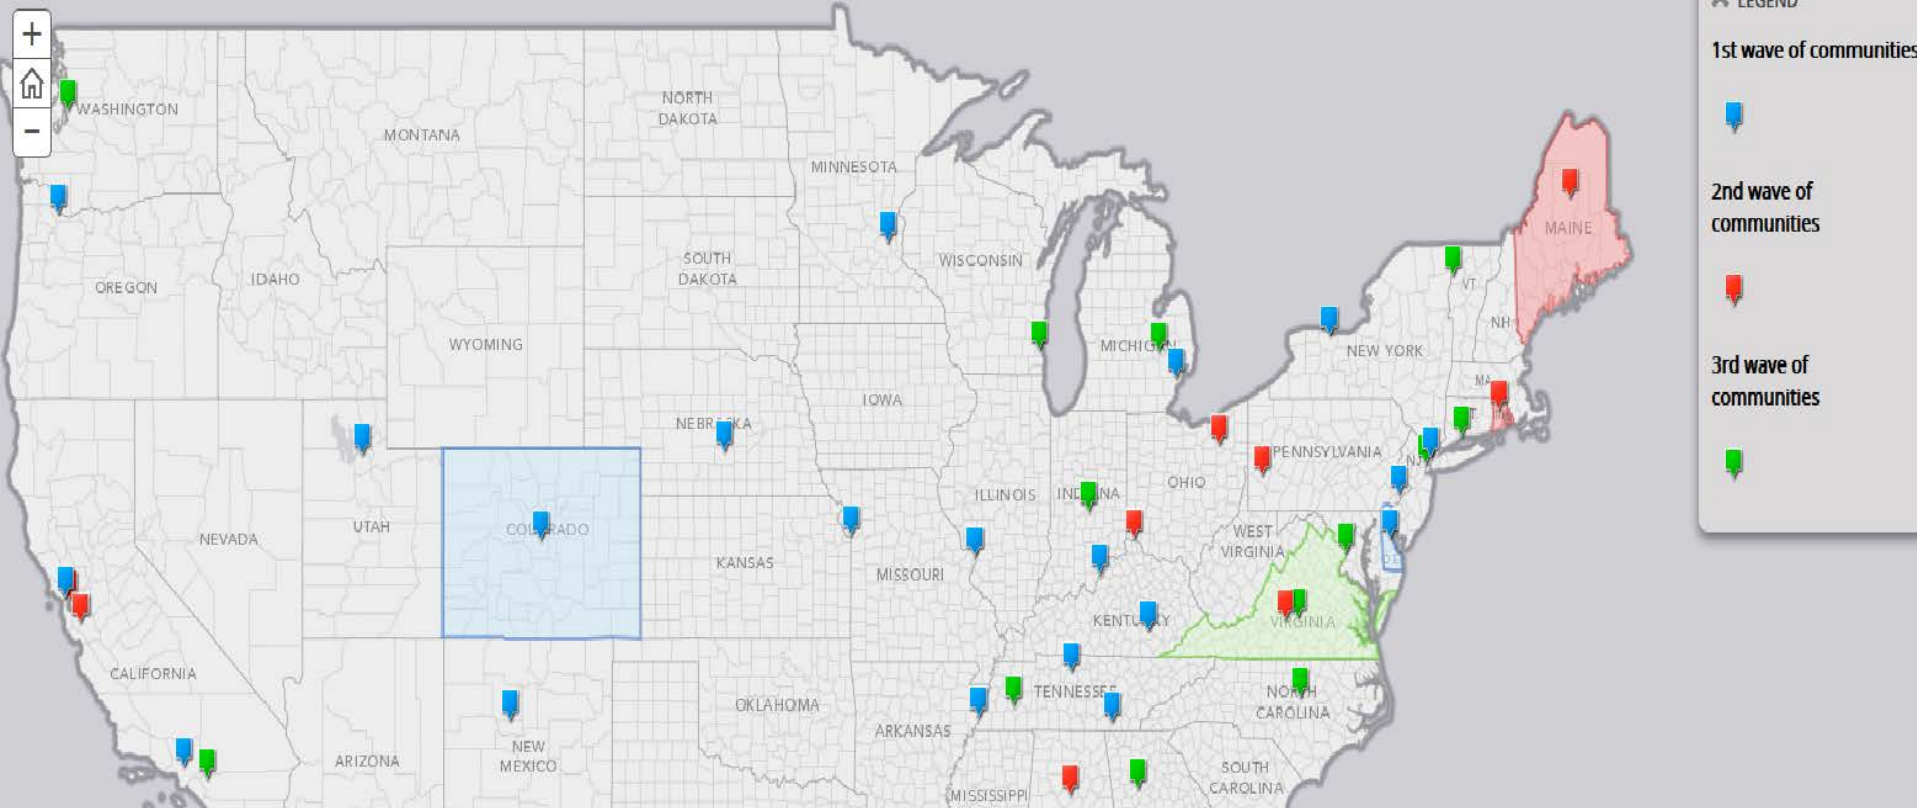 +
−
WASHINGTON
MONTANA
NORTH
DAKOTA
MINNESOTA
OREGON
IDAHO
SOUTH
DAKOTA
WISCONSIN
WYOMING
MICHIGAN
NEW YORK
VT
NH
MAINE
MA
IOWA
NEBRASKA
PENNSYLVANIA
NJ
OHIO
ILLINOIS
INDIANA
NEVADA
UTAH
COLORADO
KANSAS
MISSOURI
WEST
VIRGINIA
DE
KENTUCKY
VIRGINIA
CALIFORNIA
OKLAHOMA
TENNESSEE
NORTH
CAROLINA
ARKANSAS
ARIZONA
NEW
MEXICO
SOUTH
CAROLINA
MISSISSIPPI
LEGEND
1st wave of communities
2nd wave of
communities
3rd wave of
communities